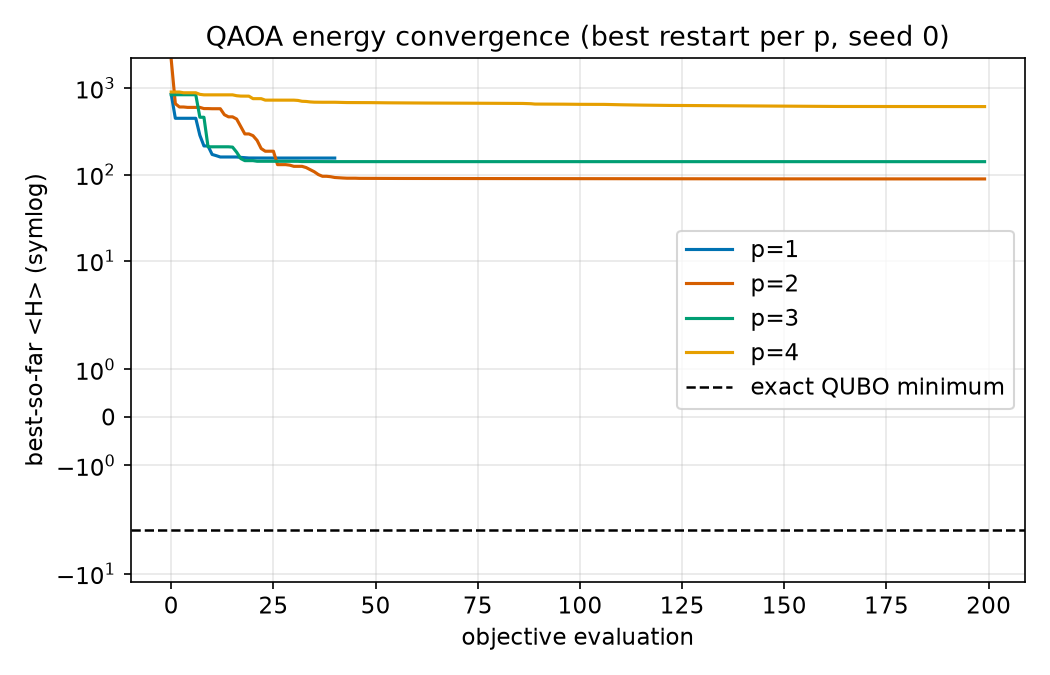 QAOA energy convergence (best restart per p, seed 0)
best-so-far <H> (symlog)
10³
10²
10¹
10⁰
0
−10⁰
−10¹
p=1
p=2
p=3
p=4
exact QUBO minimum
0 25 50 75 100 125 150 175 200
objective evaluation